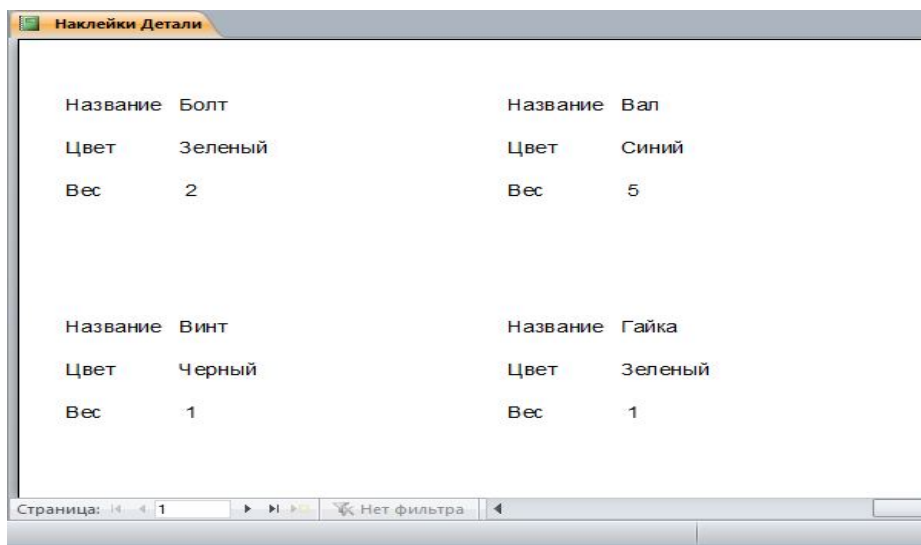 Наклейки Детали
Название Болт Название Вал
Цвет Зеленый Цвет Синий
Вес 2 Вес 5
Название Винт Название Гайка
Цвет Черный Цвет Зеленый
Вес 1 Вес 1
Страница: 1 Нет фильтра